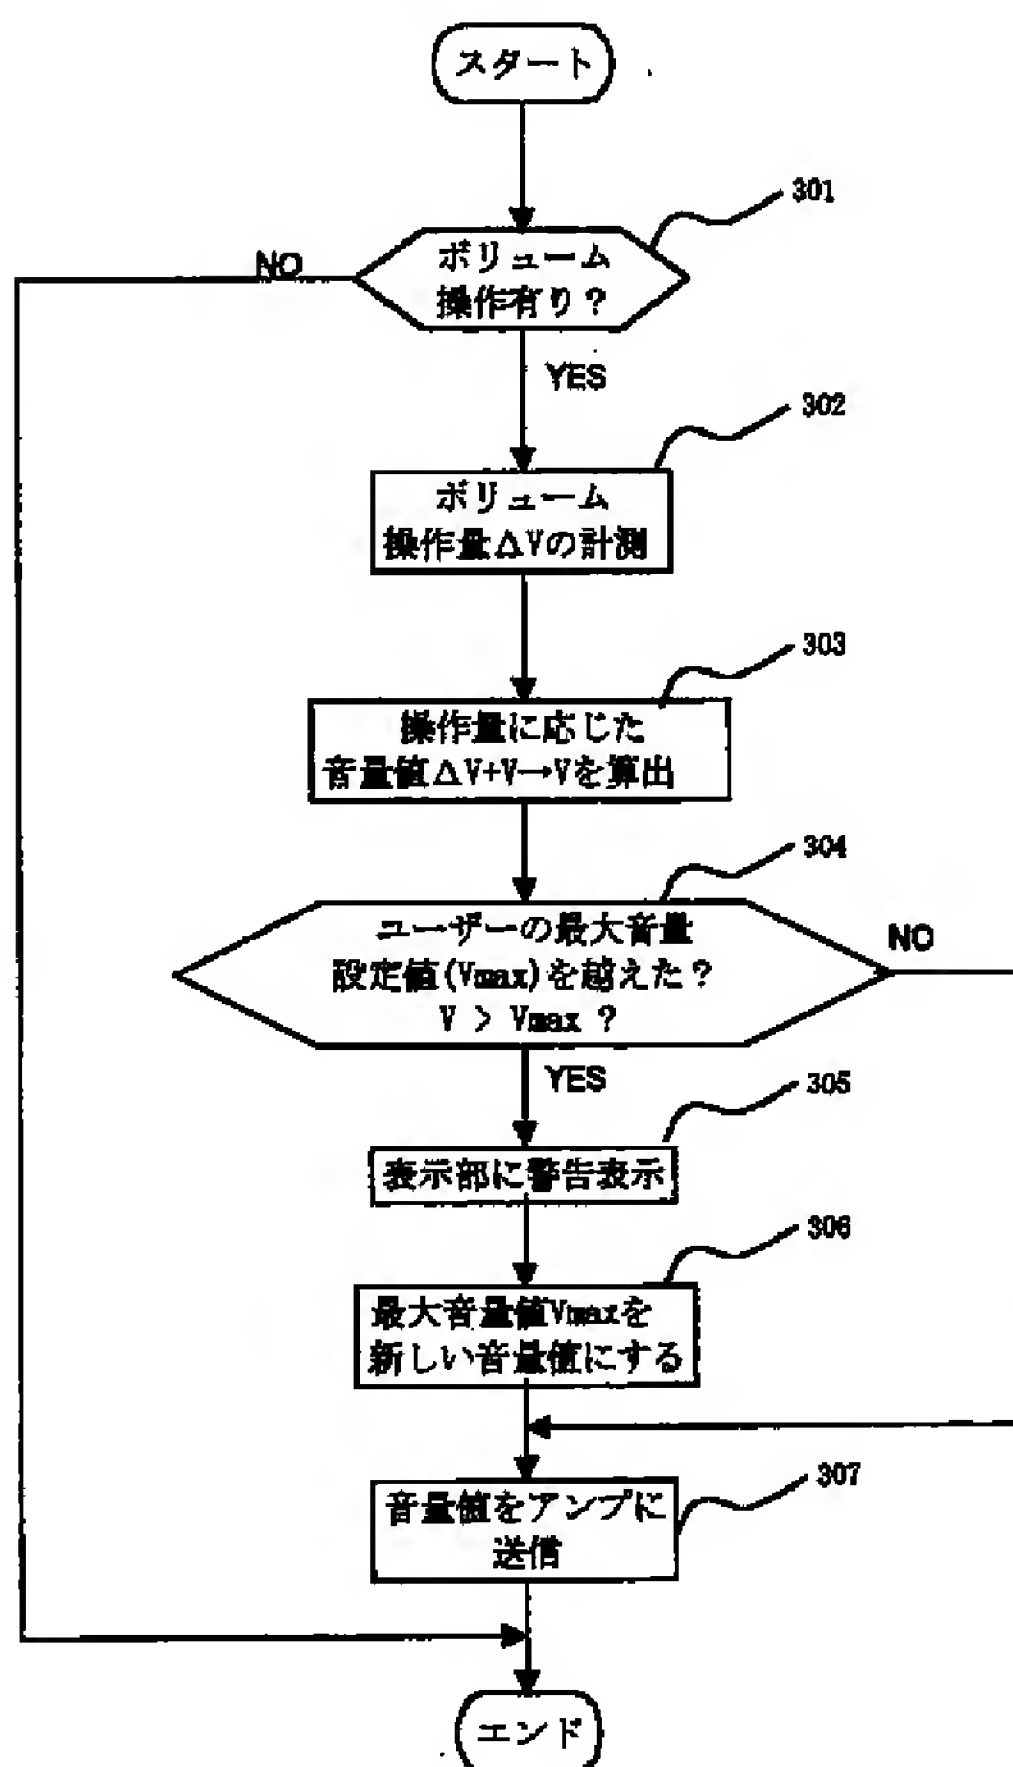 スタート
301
NO
ボリューム
操作有り？
YES
302
ボリューム
操作量ΔVの計測
303
操作量に応じた
音量値ΔV+V→Vを算出
304
ユーザーの最大音量
設定値(Vmax)を越えた？
V > Vmax ?
NO
YES
305
表示部に警告表示
306
最大音量値Vmaxを
新しい音量値にする
307
音量値をアンプに
送信
エンド